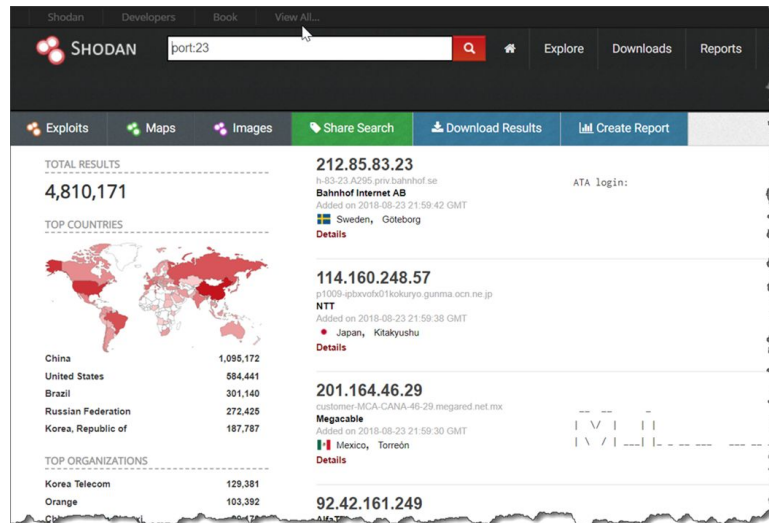 Shodan Developers Book View All...
SHODAN port:23 Explore Downloads Reports
Exploits Maps Images Share Search Download Results Create Report
TOTAL RESULTS
4,810,171
TOP COUNTRIES
China 1,095,172
United States 584,441
Brazil 301,140
Russian Federation 272,425
Korea, Republic of 187,787
TOP ORGANIZATIONS
Korea Telecom 129,381
Orange 103,392
212.85.83.23
h-83-23.A295.priv.bahnhof.se
Bahnhof Internet AB
Added on 2018-08-23 21:59:42 GMT
Sweden, Göteborg
Details
ATA login:
114.160.248.57
p1009-ipbxvofx01kokuryo.gunma.ocn.ne.jp
NTT
Added on 2018-08-23 21:59:38 GMT
Japan, Kitakyushu
Details
201.164.46.29
customer-MCA-CANA-46-29.megared.net.mx
Megacable
Added on 2018-08-23 21:59:30 GMT
Mexico, Torreón
Details
92.42.161.249